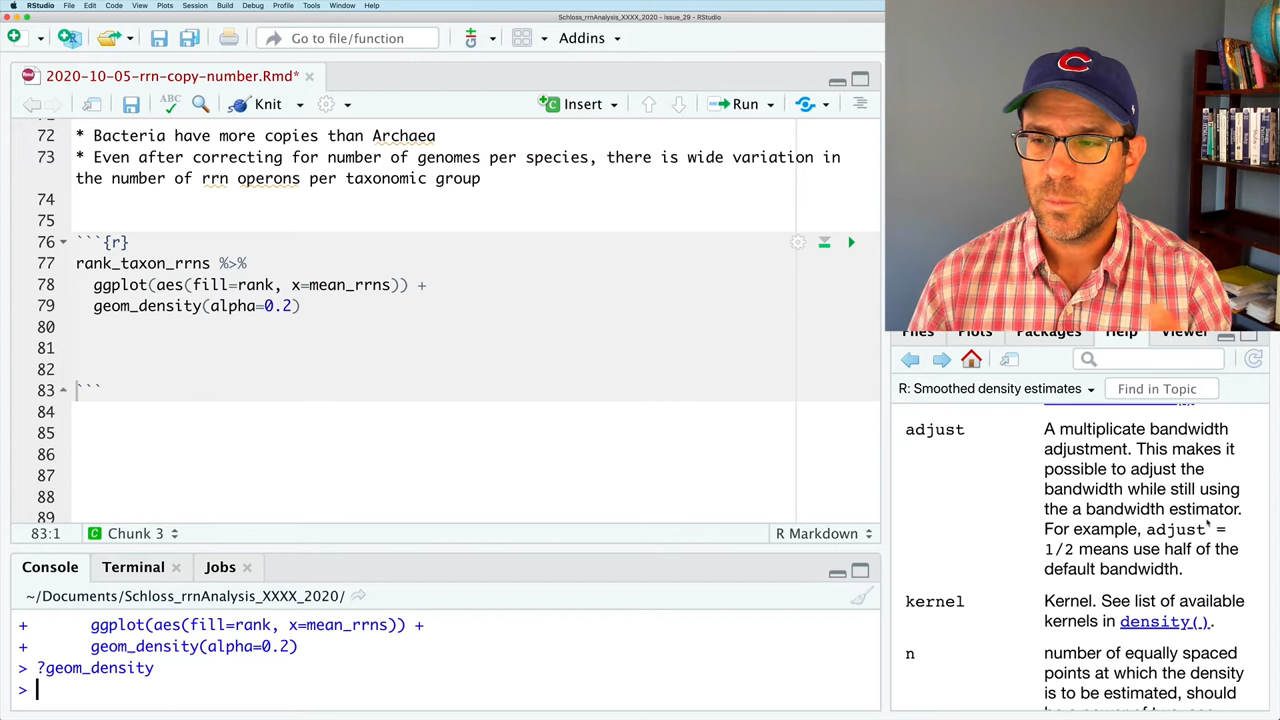 RStudio File Edit Code View Plots Session Build Debug Profile Tools Window Help
Schloss_rrnAnalysis_XXXX_2020 - issue_29 - RStudio
Go to file/function
Addins
2020-10-05-rrn-copy-number.Rmd*
ABC
Knit
Insert
Run
72 * Bacteria have more copies than Archaea
73 * Even after correcting for number of genomes per species, there is wide variation in
the number of rrn operons per taxonomic group
74
75
76 ```{r}
77 rank_taxon_rrns %>%
78 ggplot(aes(fill=rank, x=mean_rrns)) +
79 geom_density(alpha=0.2)
80
81
82
83 ```
84
85
86
87
88
89
83:1 Chunk 3 R Markdown
Console Terminal Jobs
~/Documents/Schloss_rrnAnalysis_XXXX_2020/
+ ggplot(aes(fill=rank, x=mean_rrns)) +
+ geom_density(alpha=0.2)
> ?geom_density
>
C
Files Plots Packages Help Viewer
R: Smoothed density estimates Find in Topic
adjust A multiplicate bandwidth
adjustment. This makes it
possible to adjust the
bandwidth while still using
the a bandwidth estimator.
For example, adjust =
1/2 means use half of the
default bandwidth.
kernel Kernel. See list of available
kernels in density().
n number of equally spaced
points at which the density
is to be estimated, should